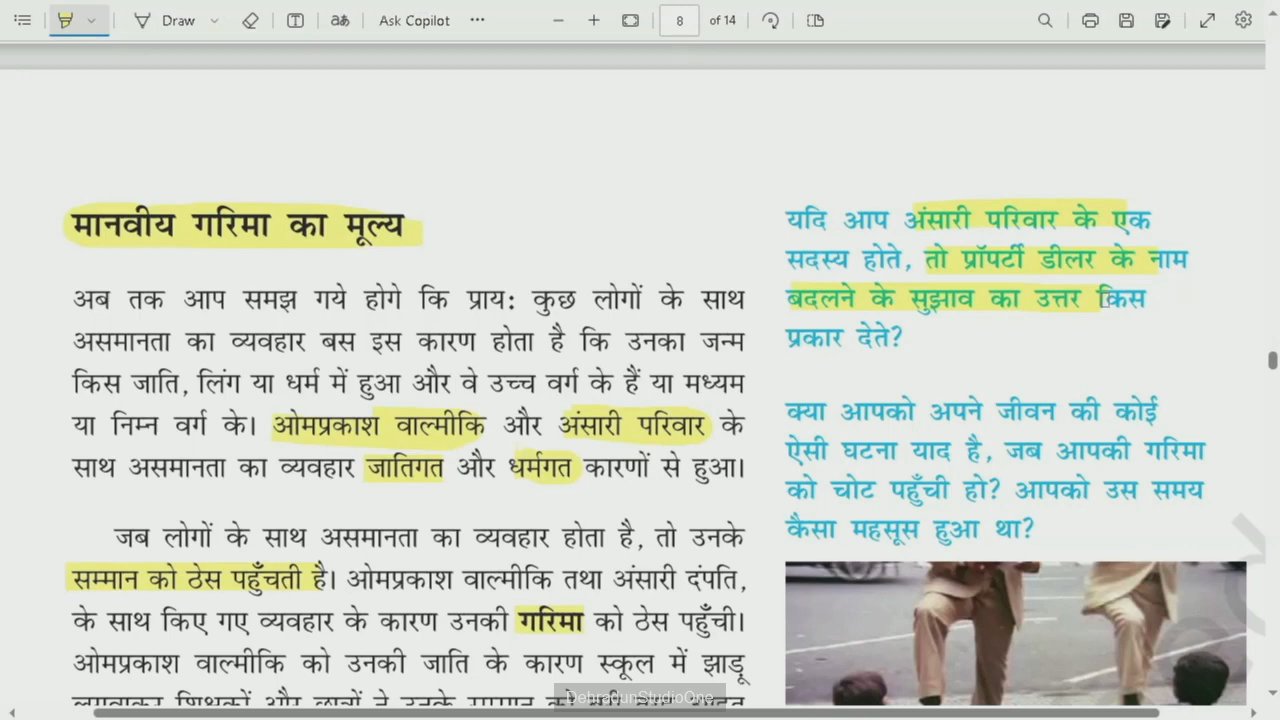 Draw
Ask Copilot
8 of 14
मानवीय गरिमा का मूल्य
अब तक आप समझ गये होगे कि प्राय: कुछ लोगों के साथ
असमानता का व्यवहार बस इस कारण होता है कि उनका जन्म
किस जाति, लिंग या धर्म में हुआ और वे उच्च वर्ग के हैं या मध्यम
या निम्न वर्ग के। ओमप्रकाश वाल्मीकि और अंसारी परिवार के
साथ असमानता का व्यवहार जातिगत और धर्मगत कारणों से हुआ।
जब लोगों के साथ असमानता का व्यवहार होता है, तो उनके
सम्मान को ठेस पहुँचती है। ओमप्रकाश वाल्मीकि तथा अंसारी दंपति,
के साथ किए गए व्यवहार के कारण उनकी गरिमा को ठेस पहुँची।
ओमप्रकाश वाल्मीकि को उनकी जाति के कारण स्कूल में झाड़ू
यदि आप अंसारी परिवार के एक
सदस्य होते, तो प्रॉपर्टी डीलर के नाम
बदलने के सुझाव का उत्तर किस
प्रकार देते?
क्या आपको अपने जीवन की कोई
ऐसी घटना याद है, जब आपकी गरिमा
को चोट पहुँची हो? आपको उस समय
कैसा महसूस हुआ था?
DehradunStudioOne